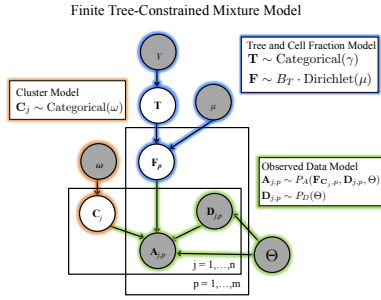 Finite Tree-Constrained Mixture Model
γ
Tree and Cell Fraction Model
T ∼ Categorical(γ)
F ∼ B_T · Dirichlet(μ)
Cluster Model
C_j ∼ Categorical(ω)
T
μ
ω
F_p
Observed Data Model
A_{j,p} ∼ P_A(F_{C_j,p}, D_{j,p}, Θ)
D_{j,p} ∼ P_D(Θ)
C_j
D_{j,p}
A_{j,p}
Θ
j = 1,…,n
p = 1,…,m